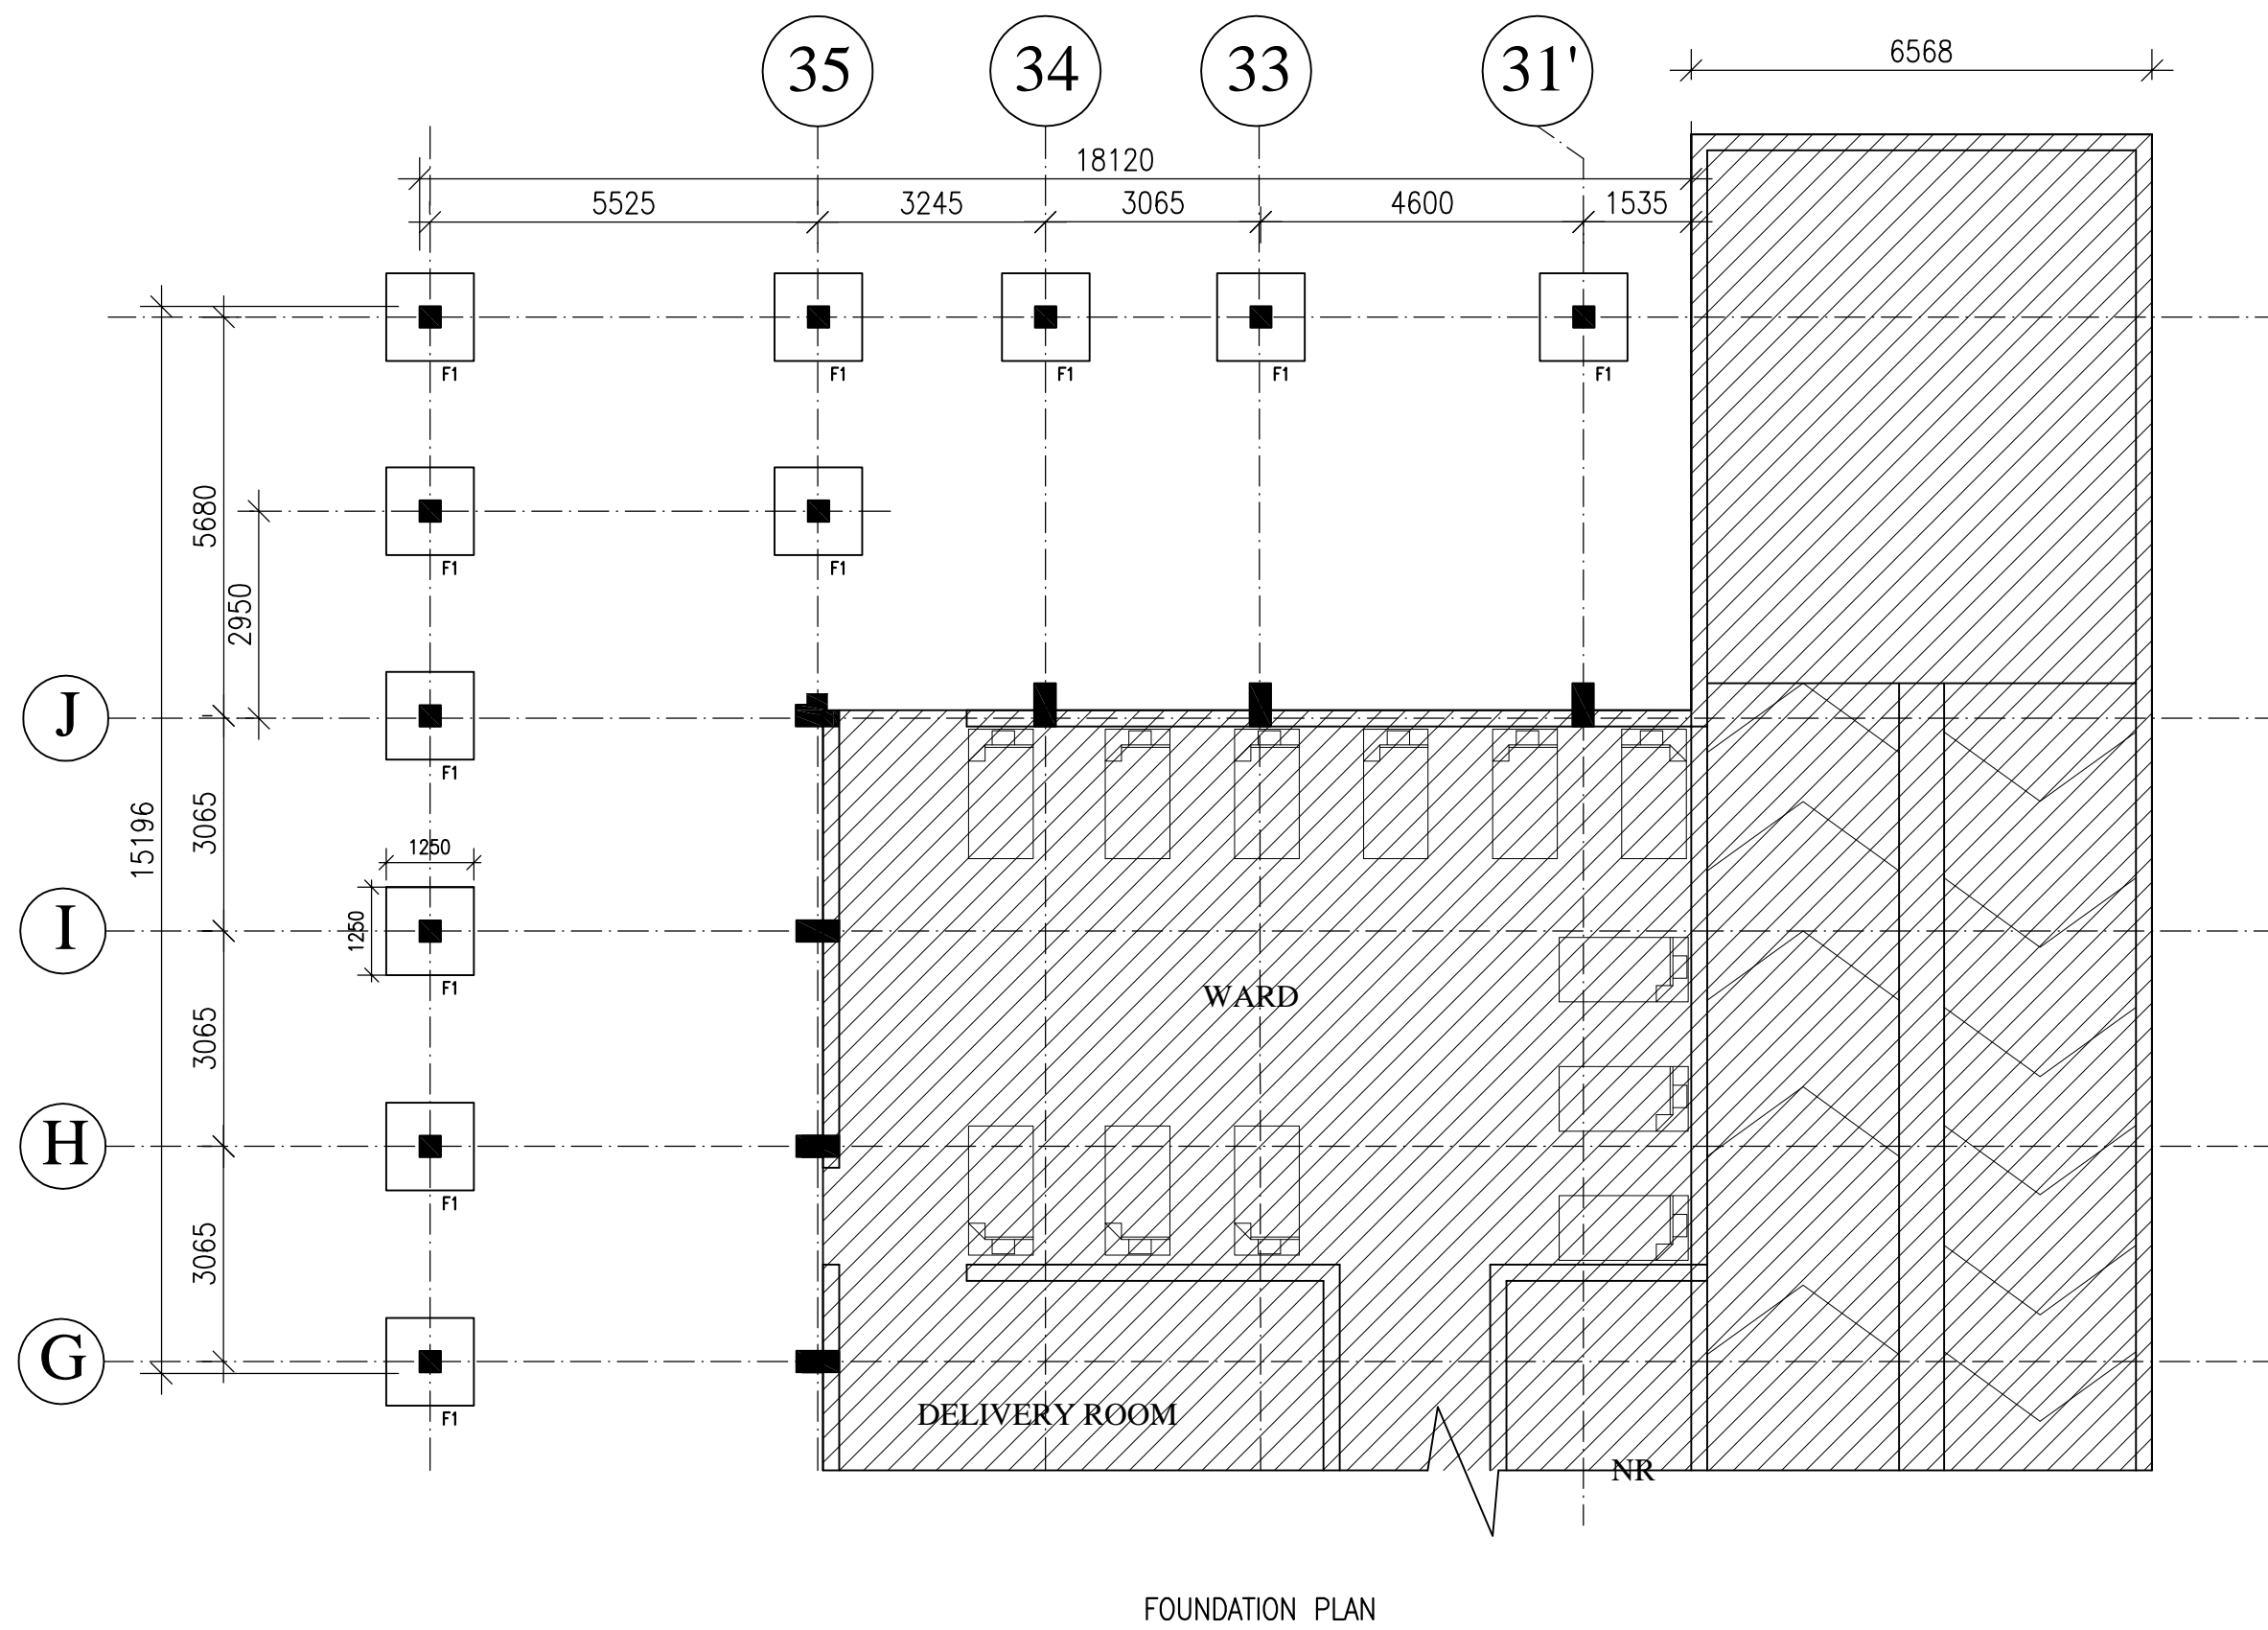 35 34 33 31' 6568
18120
5525 3245 3065 4600 1535
F1 F1 F1 F1 F1
5680
F1 F1
2950
J
F1
15196
3065
1250
I
1250
F1
WARD
3065
H
F1
3065
G
F1
DELIVERY ROOM
NR
FOUNDATION PLAN